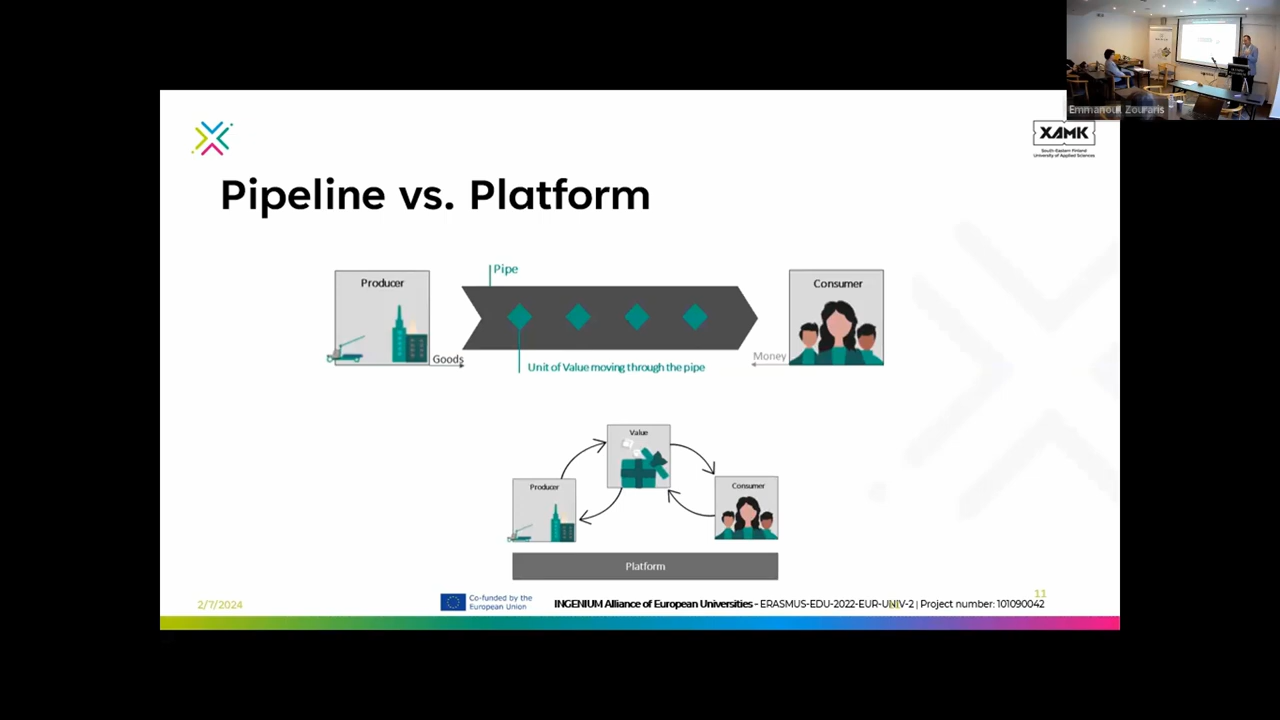 Emmanouil Zouraris
XAMK
South-Eastern Finland
University of Applied Sciences
Pipeline vs. Platform
Pipe
Producer
Consumer
Goods
Money
Unit of Value moving through the pipe
Value
Producer
Consumer
Platform
2/7/2024
Co-funded by the
European Union
INGENIUM Alliance of European Universities - ERASMUS-EDU-2022-EUR-UNIV-2 | Project number: 101090042
11